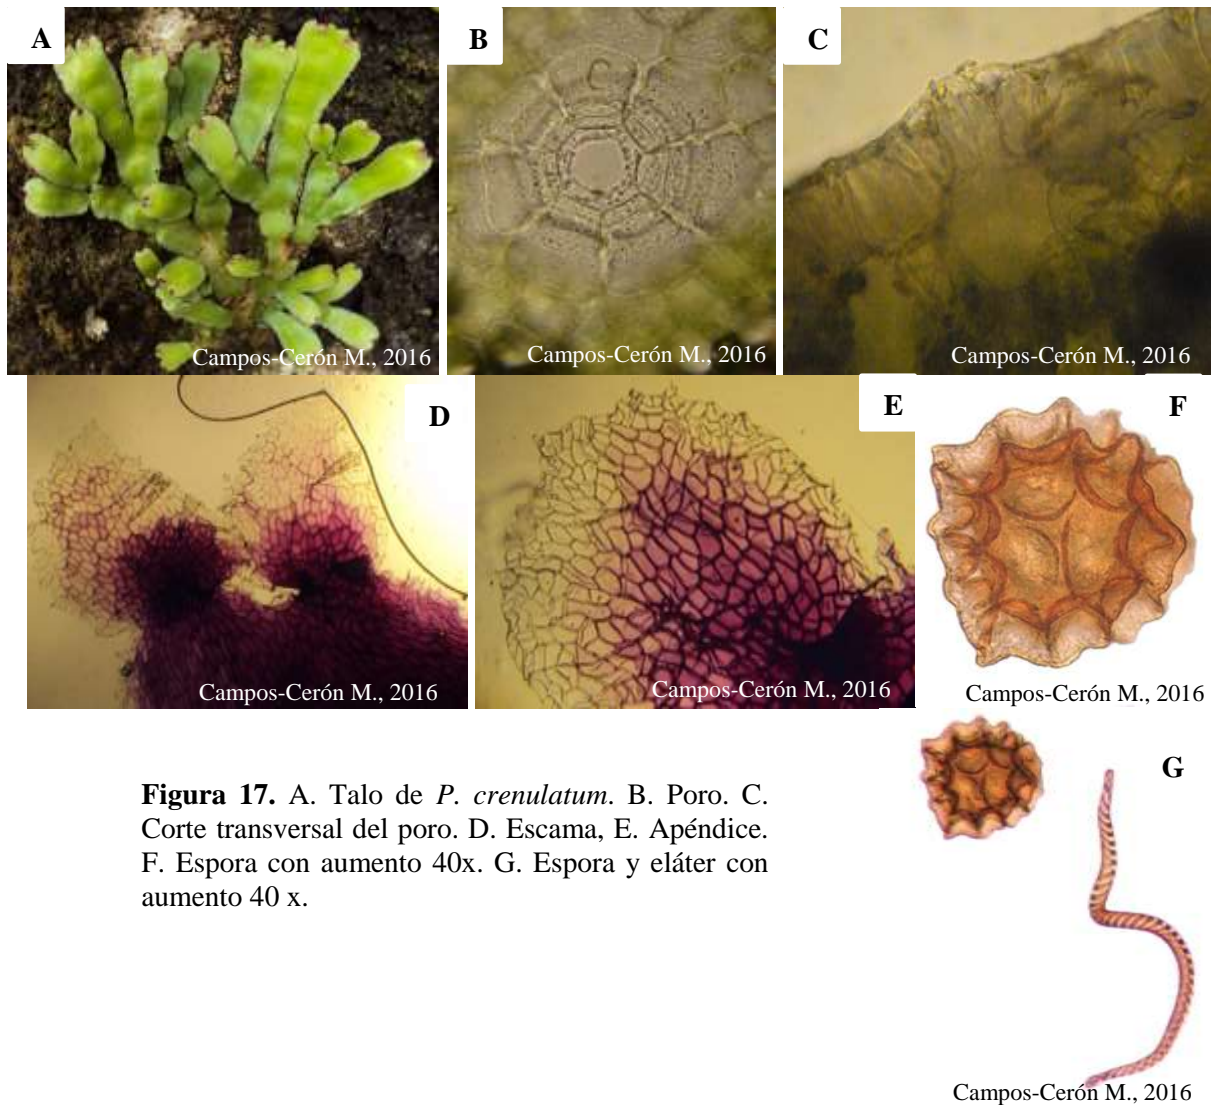 A
B
C
Campos-Cerón M., 2016
Campos-Cerón M., 2016
Campos-Cerón M., 2016
D
E
F
Campos-Cerón M., 2016
Campos-Cerón M., 2016
Campos-Cerón M., 2016
G
Figura 17. A. Talo de P. crenulatum. B. Poro. C.
Corte transversal del poro. D. Escama, E. Apéndice.
F. Espora con aumento 40x. G. Espora y eláter con
aumento 40 x.
Campos-Cerón M., 2016